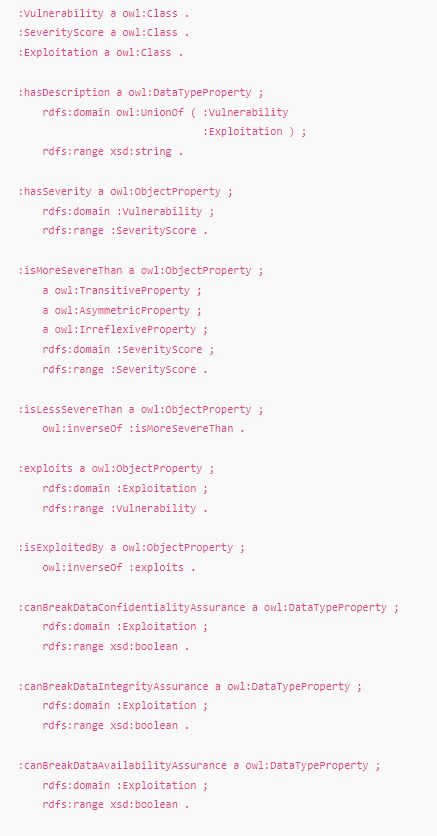 :Vulnerability a owl:Class .
:SeverityScore a owl:Class .
:Exploitation a owl:Class .

:hasDescription a owl:DataTypeProperty ;
    rdfs:domain owl:UnionOf ( :Vulnerability
                              :Exploitation ) ;
    rdfs:range xsd:string .

:hasSeverity a owl:ObjectProperty ;
    rdfs:domain :Vulnerability ;
    rdfs:range :SeverityScore .

:isMoreSevereThan a owl:ObjectProperty ;
    a owl:TransitiveProperty ;
    a owl:AsymmetricProperty ;
    a owl:IrreflexiveProperty ;
    rdfs:domain :SeverityScore ;
    rdfs:range :SeverityScore .

:isLessSevereThan a owl:ObjectProperty ;
    owl:inverseOf :isMoreSevereThan .

:exploits a owl:ObjectProperty ;
    rdfs:domain :Exploitation ;
    rdfs:range :Vulnerability .

:isExploitedBy a owl:ObjectProperty ;
    owl:inverseOf :exploits .

:canBreakDataConfidentialityAssurance a owl:DataTypeProperty ;
    rdfs:domain :Exploitation ;
    rdfs:range xsd:boolean .

:canBreakDataIntegrityAssurance a owl:DataTypeProperty ;
    rdfs:domain :Exploitation ;
    rdfs:range xsd:boolean .

:canBreakDataAvailabilityAssurance a owl:DataTypeProperty ;
    rdfs:domain :Exploitation ;
    rdfs:range xsd:boolean .